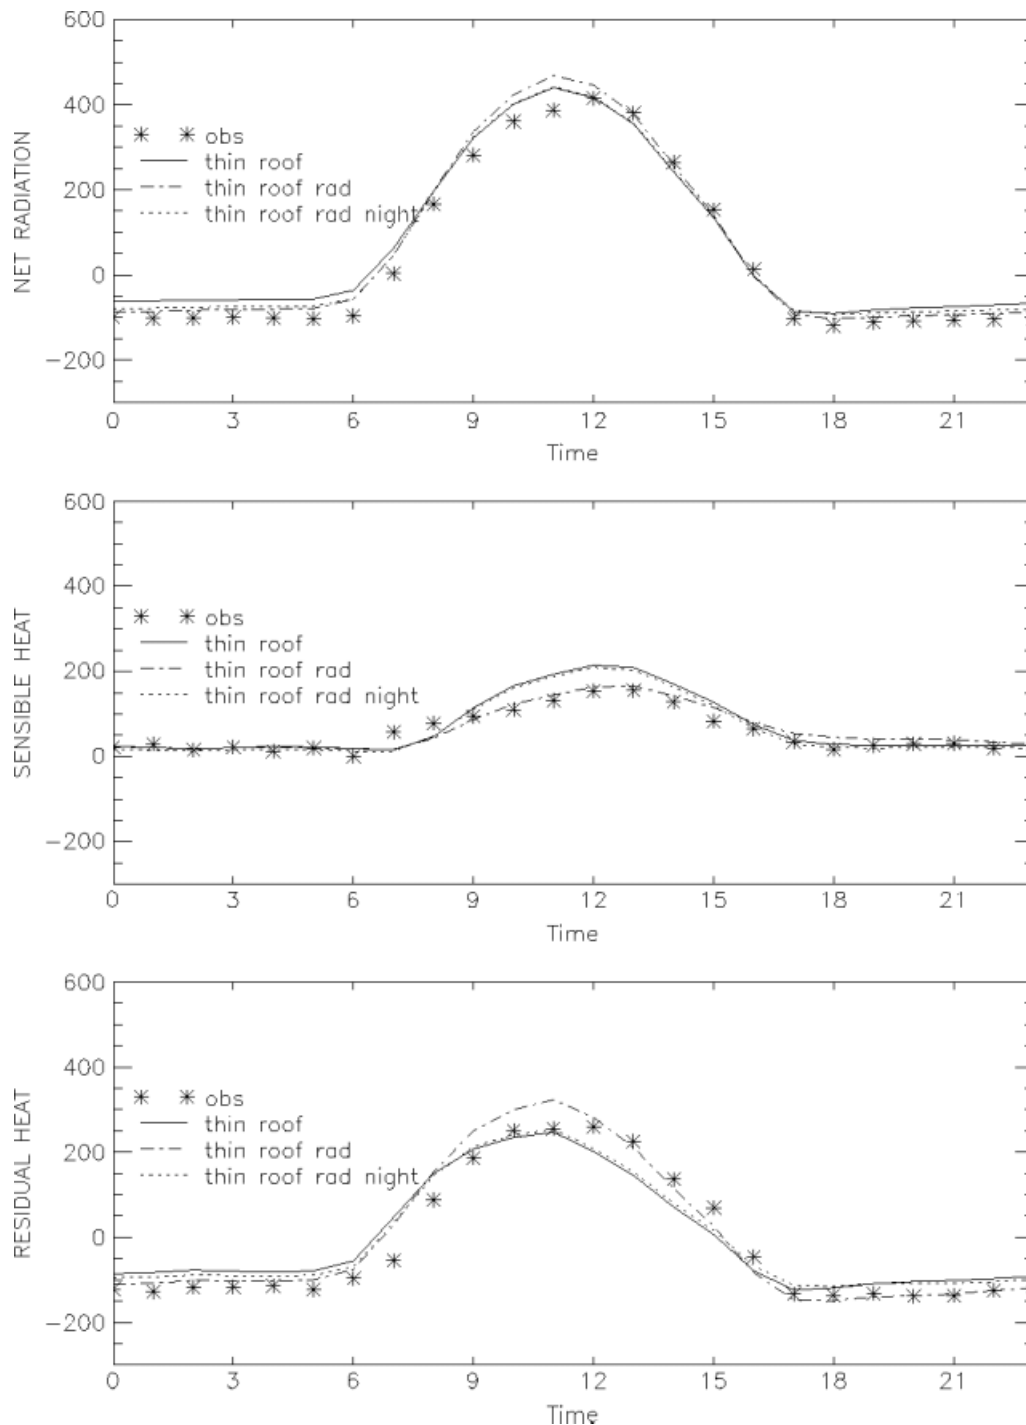 600
400
200
0
−200
NET RADIATION
obs
thin roof
thin roof rad
thin roof rad night
0 3 6 9 12 15 18 21
Time
600
400
200
0
−200
SENSIBLE HEAT
obs
thin roof
thin roof rad
thin roof rad night
0 3 6 9 12 15 18 21
Time
600
400
200
0
−200
RESIDUAL HEAT
obs
thin roof
thin roof rad
thin roof rad night
0 3 6 9 12 15 18 21
Time